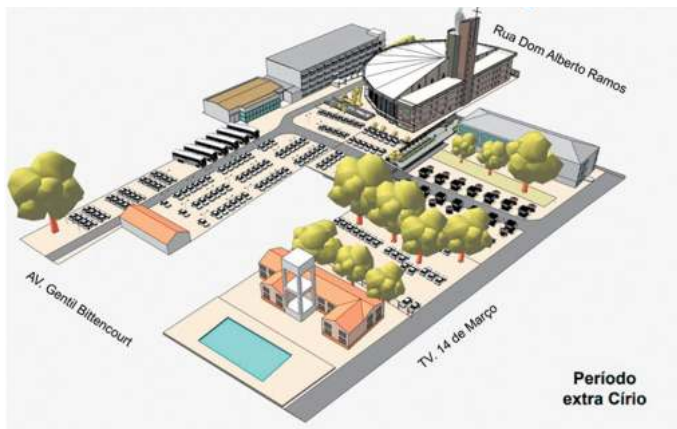 Rua Dom Alberto Ramos
AV. Gentil Bittencourt
TV. 14 de Março
Período
extra Círio